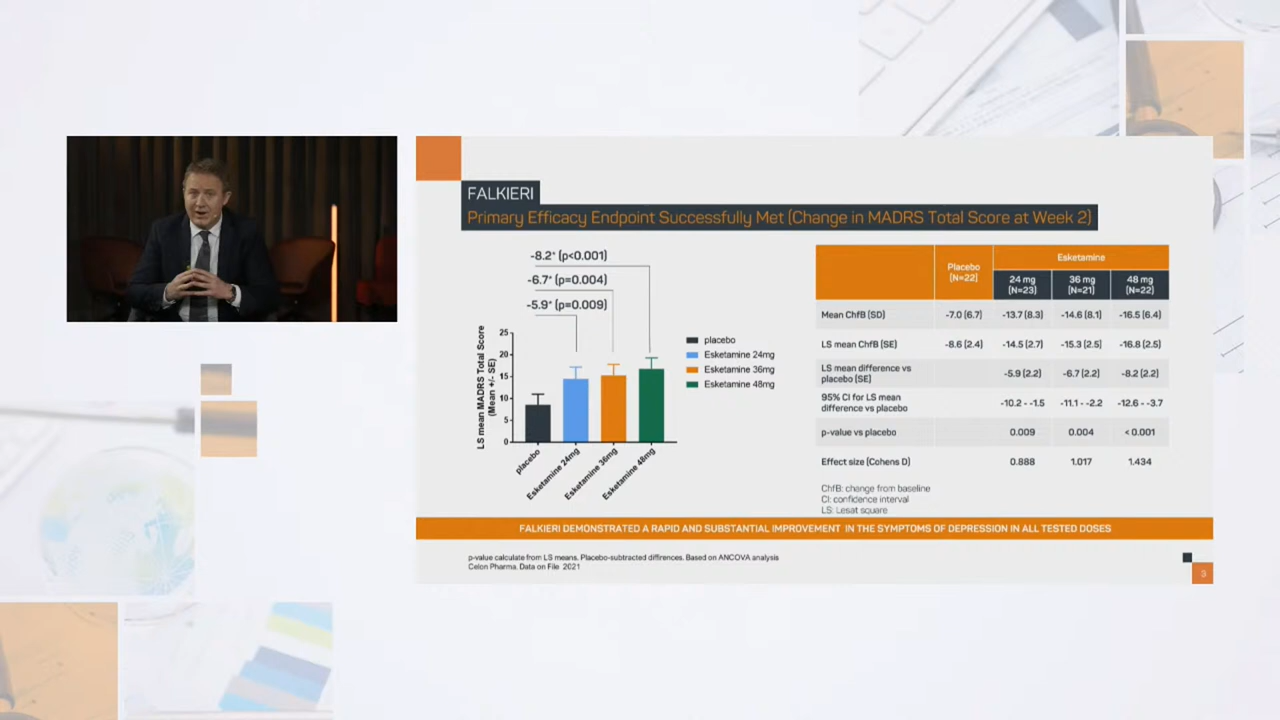 FALKIERI
Primary Efficacy Endpoint Successfully Met (Change in MADRS Total Score at Week 2)
-8.2* (p<0.001)
-6.7* (p=0.004)
-5.9* (p=0.009)
LS mean MADRS Total Score
(Mean +/- SE)
25
20
15
10
5
0
placebo
Esketamine 24mg
Esketamine 36mg
Esketamine 48mg
placebo
Esketamine 24mg
Esketamine 36mg
Esketamine 48mg
Placebo
(N=22)
Esketamine
24 mg
(N=23)
36 mg
(N=21)
48 mg
(N=22)
Mean ChfB (SD) -7.0 (6.7) -13.7 (8.3) -14.6 (8.1) -16.5 (6.4)
LS mean ChfB (SE) -8.6 (2.4) -14.5 (2.7) -15.3 (2.5) -16.8 (2.5)
LS mean difference vs
placebo (SE) -5.9 (2.2) -6.7 (2.2) -8.2 (2.2)
95% CI for LS mean
difference vs placebo -10.2 - -1.5 -11.1 - -2.2 -12.6 - -3.7
p-value vs placebo 0.009 0.004 < 0.001
Effect size (Cohens D) 0.888 1.017 1.434
ChfB: change from baseline
CI: confidence interval
LS: Lesat square
FALKIERI DEMONSTRATED A RAPID AND SUBSTANTIAL IMPROVEMENT IN THE SYMPTOMS OF DEPRESSION IN ALL TESTED DOSES
p-value calculate from LS means. Placebo-subtracted diffirences. Based on ANCOVA analysis
Celon Pharma. Data on File 2021
3